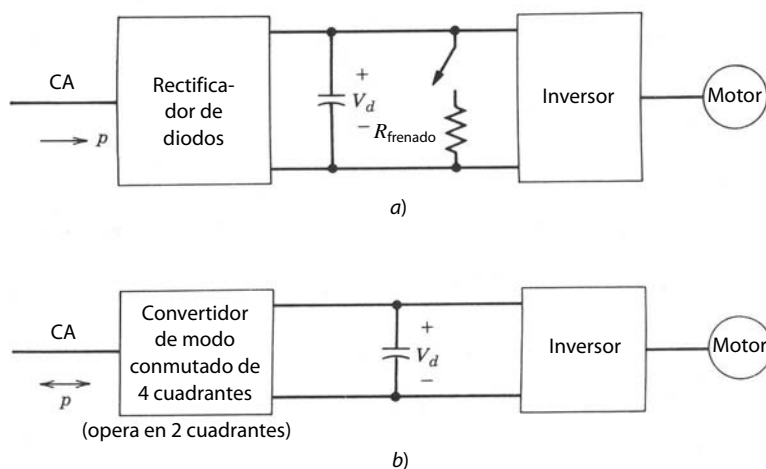 CA
p
Rectifica-
dor de
diodos
+
V_d
−
R_frenado
Inversor
Motor
a)
CA
p
Convertidor
de modo
conmutado de
4 cuadrantes
(opera en 2 cuadrantes)
+
V_d
−
Inversor
Motor
b)